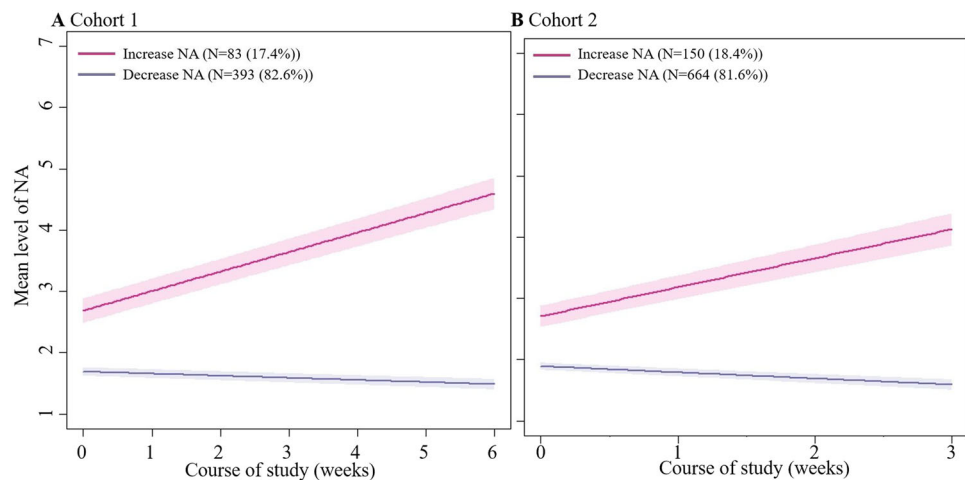 A Cohort 1
Increase NA (N=83 (17.4%))
Decrease NA (N=393 (82.6%))
Mean level of NA
7
6
5
4
3
2
1
0 1 2 3 4 5 6
Course of study (weeks)
B Cohort 2
Increase NA (N=150 (18.4%))
Decrease NA (N=664 (81.6%))
0 1 2 3
Course of study (weeks)